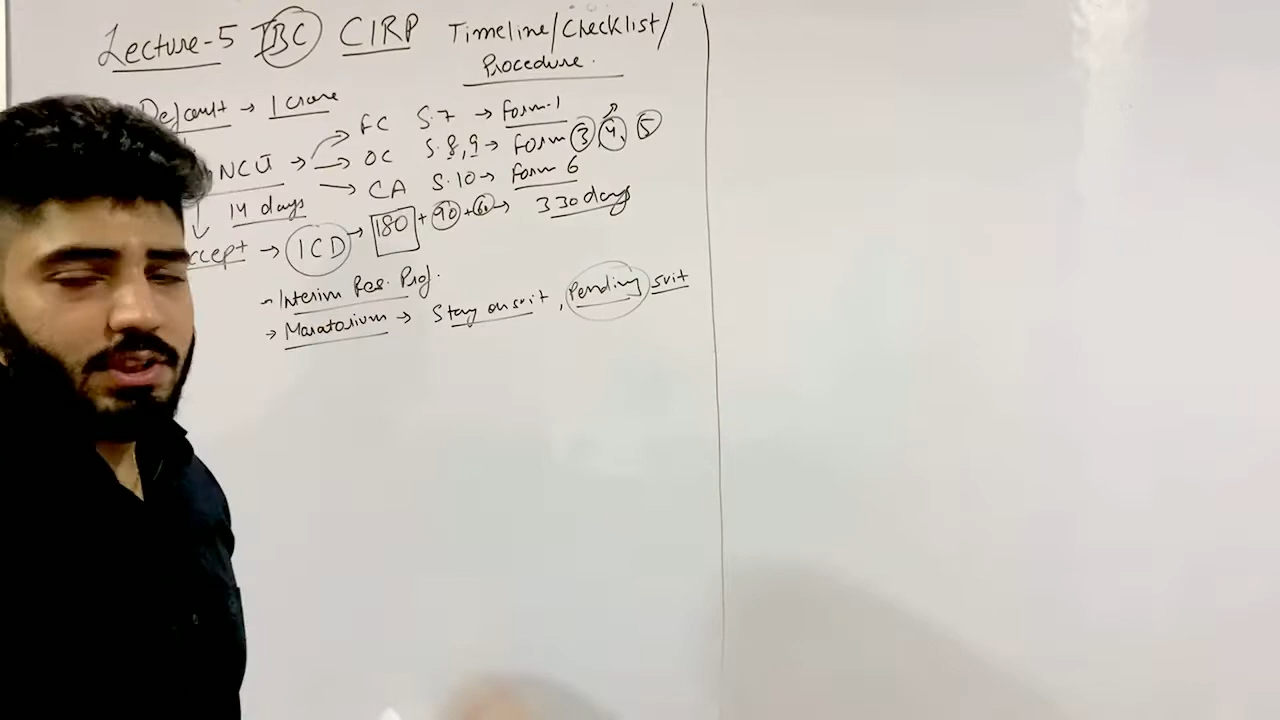 Lecture-5 IBC CIRP Timeline/Checklist/
Procedure.
Default → 1 crore
NCLT → FC S.7 → Form-1
OC S.8,9 → Form 3, 4, 5
CA S.10 → Form 6
14 days
ccept → ICD → 180 + 90 + 60 → 330 days
- Interim Res. Prof.
→ Maratorium → Stay on suit, Pending suit